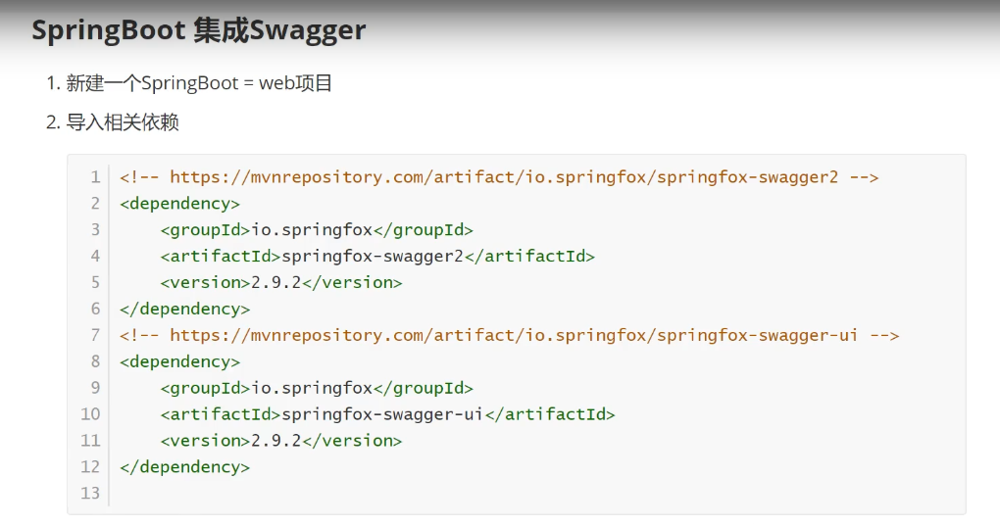 SpringBoot 集成Swagger
1. 新建一个SpringBoot = web项目
2. 导入相关依赖
1 <!-- https://mvnrepository.com/artifact/io.springfox/springfox-swagger2 -->
2 <dependency>
3     <groupId>io.springfox</groupId>
4     <artifactId>springfox-swagger2</artifactId>
5     <version>2.9.2</version>
6 </dependency>
7 <!-- https://mvnrepository.com/artifact/io.springfox/springfox-swagger-ui -->
8 <dependency>
9     <groupId>io.springfox</groupId>
10     <artifactId>springfox-swagger-ui</artifactId>
11     <version>2.9.2</version>
12 </dependency>
13